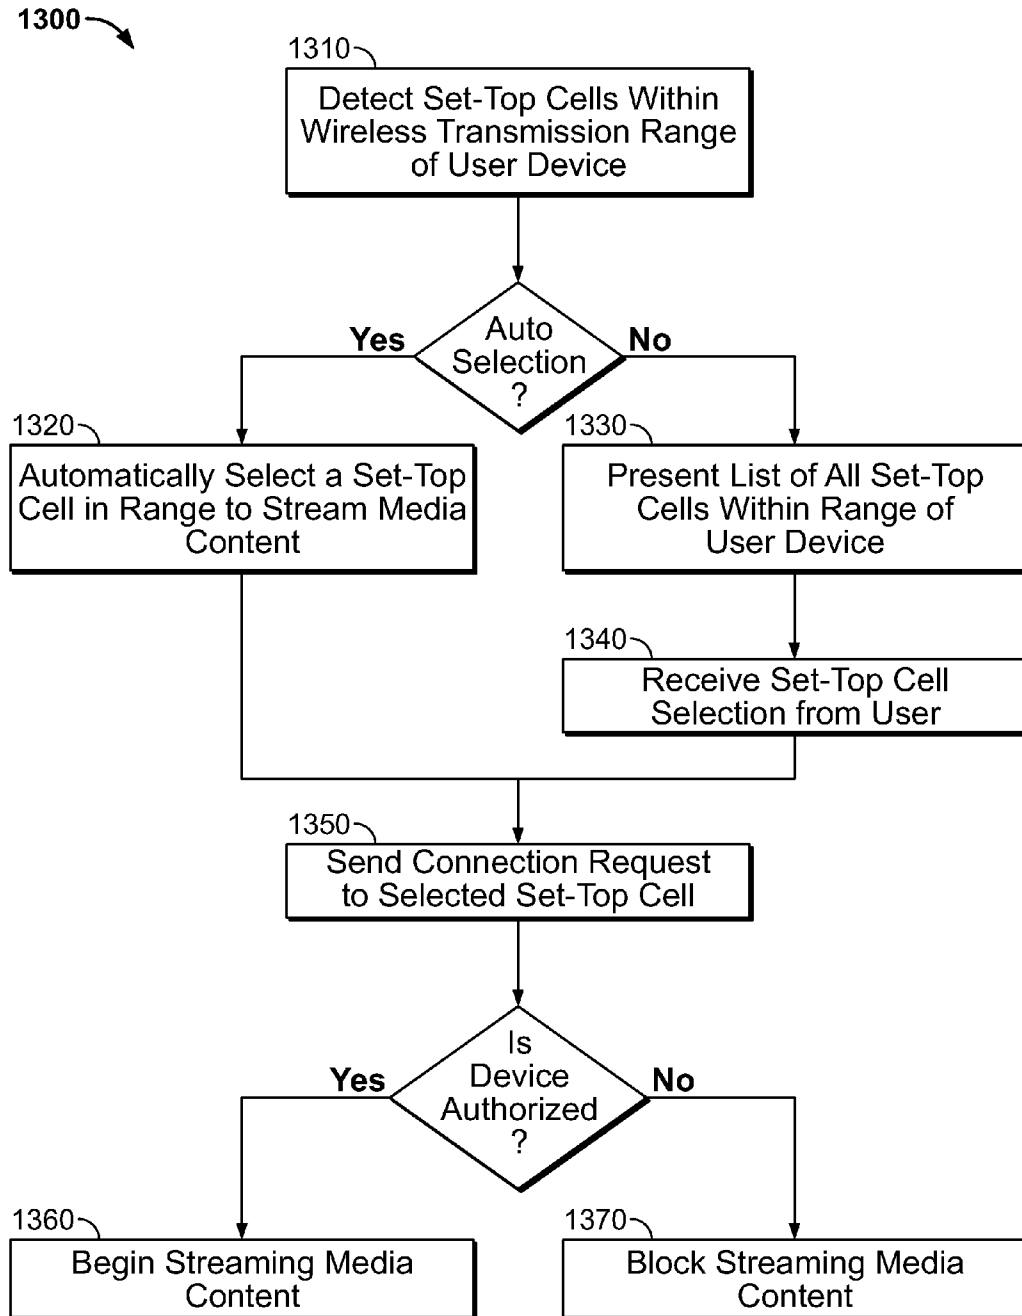 1300
1310
Detect Set-Top Cells Within
Wireless Transmission Range
of User Device
Auto
Selection
?
Yes
No
1320
Automatically Select a Set-Top
Cell in Range to Stream Media
Content
1330
Present List of All Set-Top
Cells Within Range of
User Device
1340
Receive Set-Top Cell
Selection from User
1350
Send Connection Request
to Selected Set-Top Cell
Is
Device
Authorized
?
Yes
No
1360
Begin Streaming Media
Content
1370
Block Streaming Media
Content